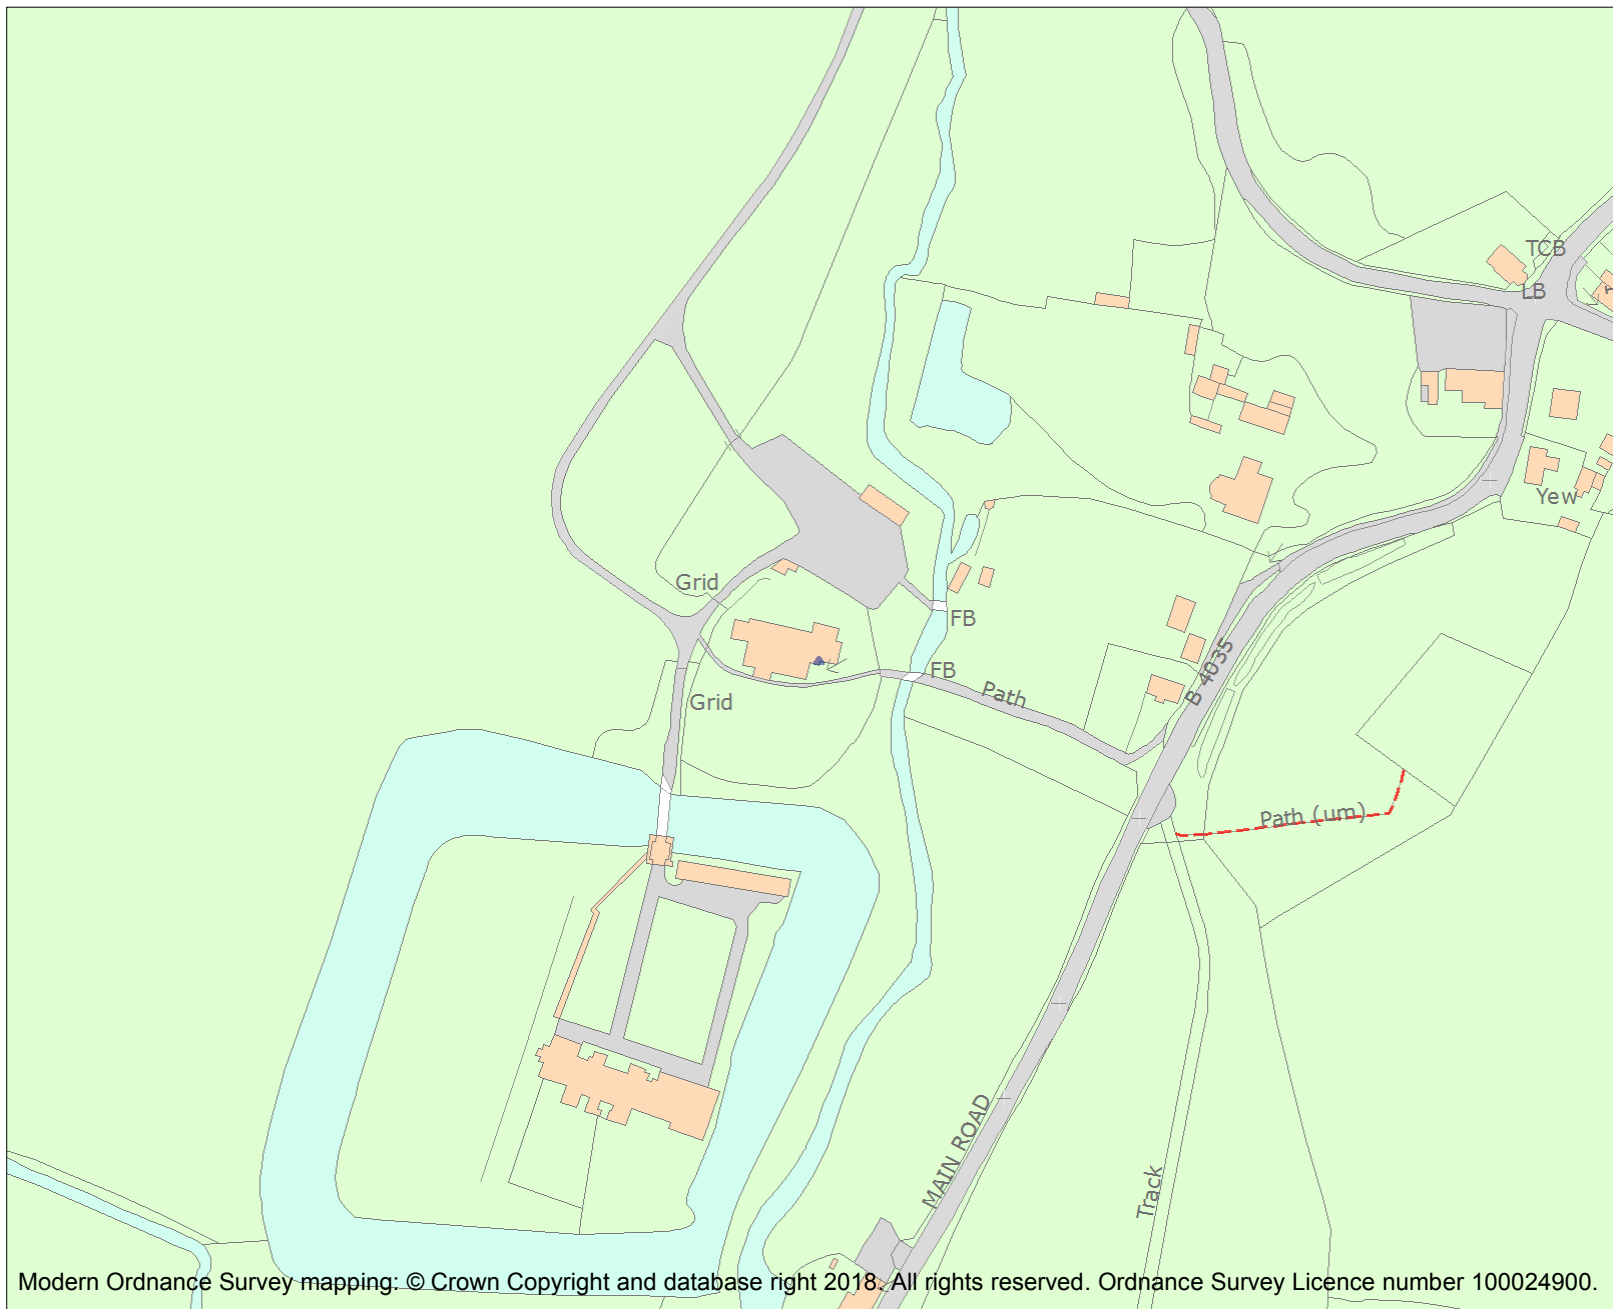 TCB
LB
Yew
Grid
FB
B 4035
FB
Path
Grid
Path (um)
MAIN ROAD
Track
Modern Ordnance Survey mapping: © Crown Copyright and database right 2018. All rights reserved. Ordnance Survey Licence number 100024900.